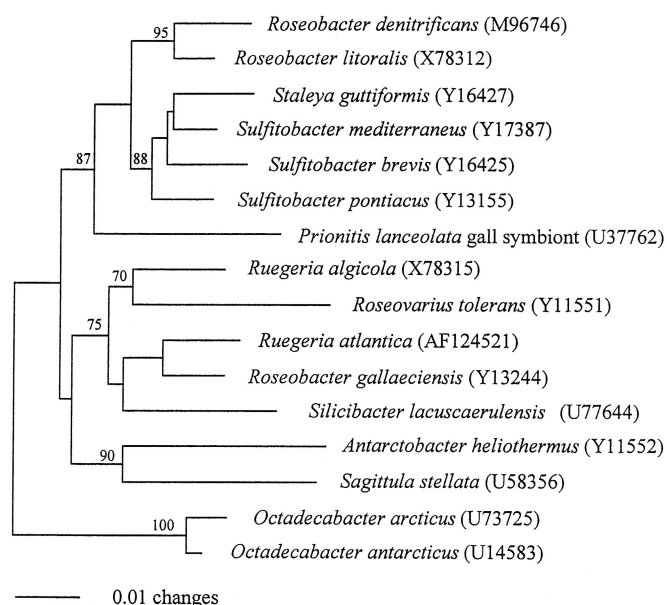 Roseobacter denitrificans (M96746)
95
Roseobacter litoralis (X78312)
Staleya guttiformis (Y16427)
Sulfitobacter mediterraneus (Y17387)
87
88
Sulfitobacter brevis (Y16425)
Sulfitobacter pontiacus (Y13155)
Prionitis lanceolata gall symbiont (U37762)
70
Ruegeria algicola (X78315)
Roseovarius tolerans (Y11551)
75
Ruegeria atlantica (AF124521)
Roseobacter gallaeciensis (Y13244)
Silicibacter lacuscaerulensis (U77644)
Antarctobacter heliothermus (Y11552)
90
Sagittula stellata (U58356)
Octadecabacter arcticus (U73725)
100
Octadecabacter antarcticus (U14583)
0.01 changes